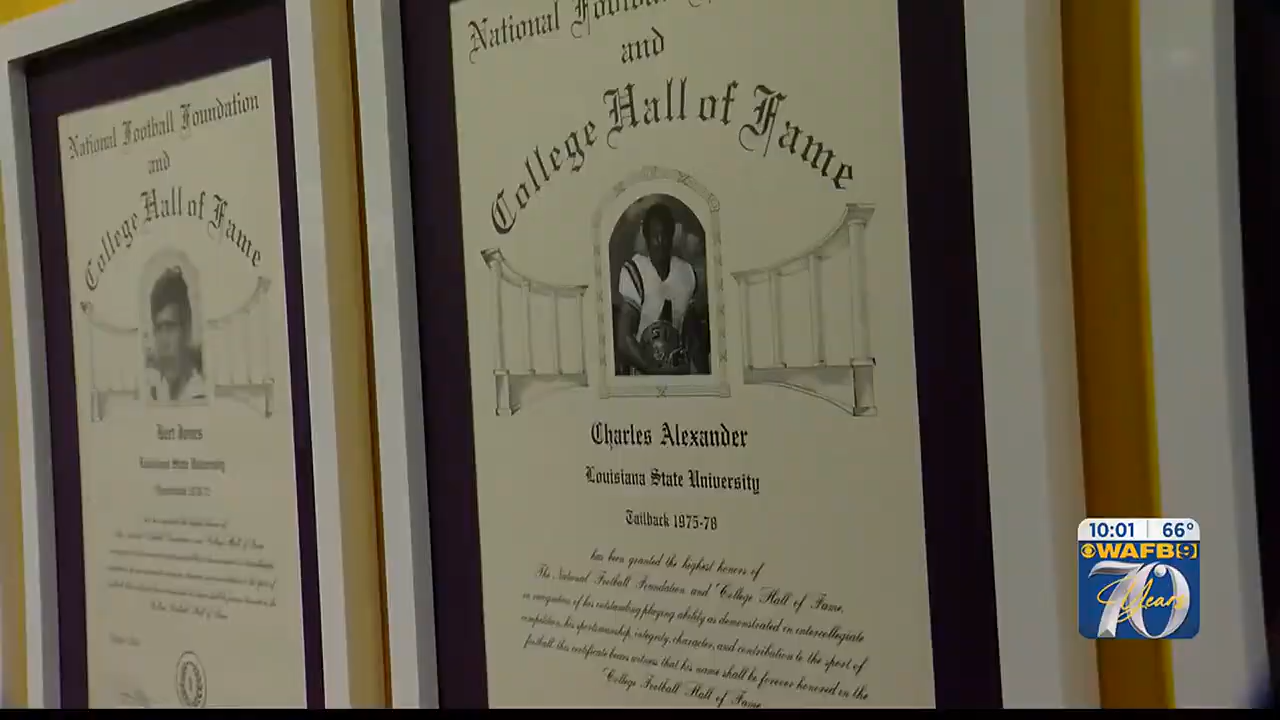 National Football Foundation
and
College Hall of Fame
Bert Jones
Louisiana State University
National Football
and
College Hall of Fame
Charles Alexander
Louisiana State University
Tailback 1975-78
has been granted the highest honors of
The National Football Foundation and College Hall of Fame,
in recognition of his outstanding playing ability as demonstrated in intercollegiate
competition, his sportsmanship, integrity, character, and contribution to the sport of
football, this certificate bears witness that his name shall be forever honored in the
College Football Hall of Fame
10:01 66°
WAFB 9
70
Years